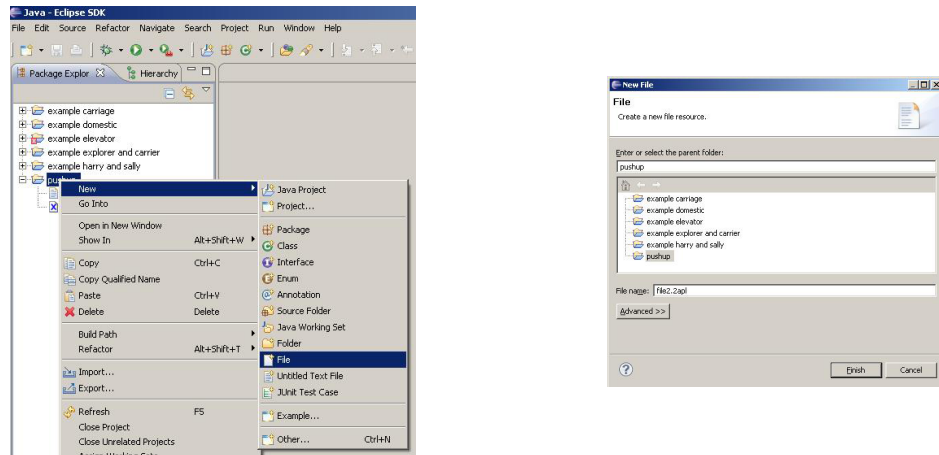 Java - Eclipse SDK
File Edit Source Refactor Navigate Search Project Run Window Help
Package Explor Hierarchy
example carriage
example domestic
example elevator
example explorer and carrier
example harry and sally
New
Go Into
Open in New Window
Show In Alt+Shift+W
Copy Ctrl+C
Copy Qualified Name
Paste Ctrl+V
Delete Delete
Build Path
Refactor Alt+Shift+T
Import...
Export...
Refresh F5
Close Project
Close Unrelated Projects
Java Project
Project...
Package
Class
Interface
Enum
Annotation
Source Folder
Java Working Set
Folder
File
Untitled Text File
JUnit Test Case
Example...
Other... Ctrl+N
New File
File
Create a new file resource.
Enter or select the parent folder:
pushup
example carriage
example domestic
example elevator
example explorer and carrier
example harry and sally
pushup
File name: file2.2apl
Advanced >>
Finish Cancel